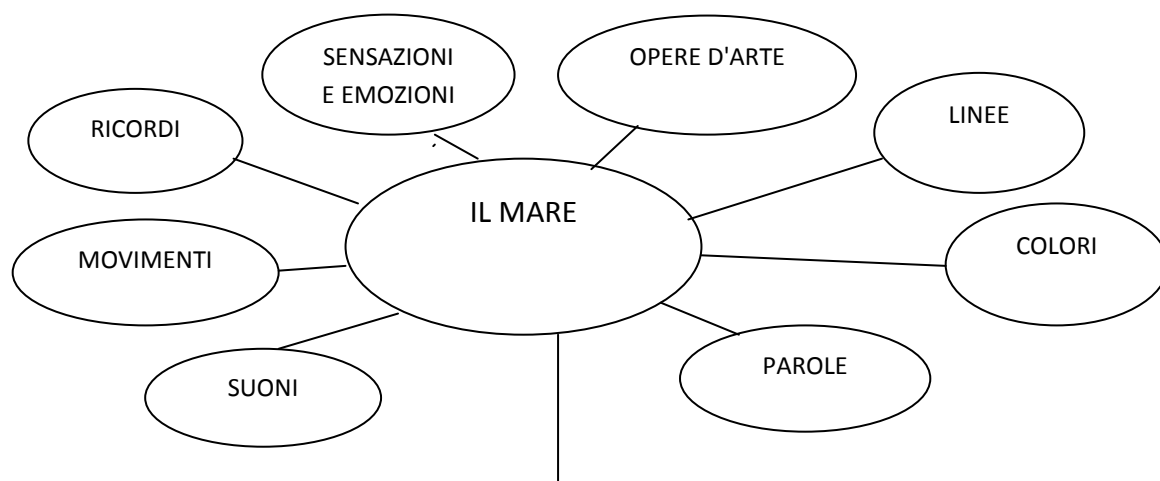 SENSAZIONI
E EMOZIONI
OPERE D'ARTE
LINEE
RICORDI
IL MARE
MOVIMENTI
COLORI
PAROLE
SUONI